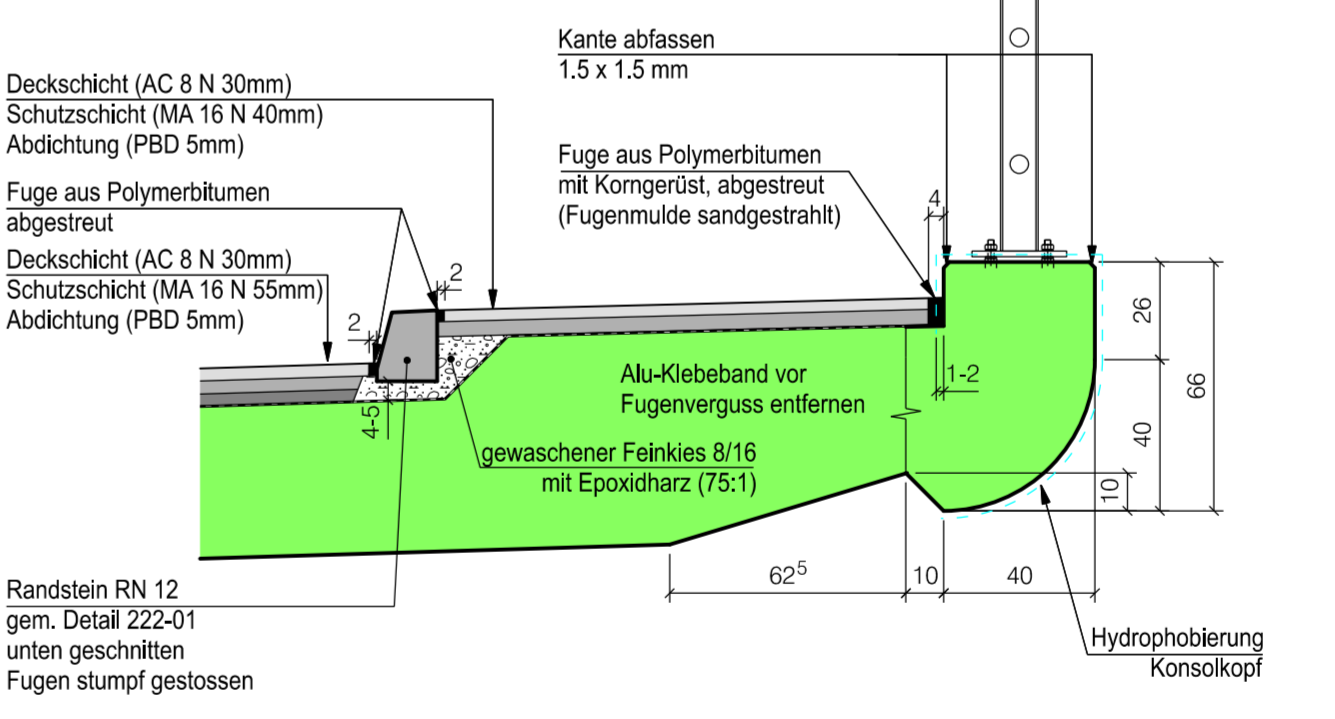 Kante abfassen
1.5 x 1.5 mm
Deckschicht (AC 8 N 30mm)
Schutzschicht (MA 16 N 40mm)
Abdichtung (PBD 5mm)
Fuge aus Polymerbitumen
mit Korngerüst, abgestreut
(Fugenmulde sandgestrahlt)
Fuge aus Polymerbitumen
abgestreut
Deckschicht (AC 8 N 30mm)
Schutzschicht (MA 16 N 55mm)
Abdichtung (PBD 5mm)
4
2
2
26
66
1-2
Alu-Klebeband vor
Fugenverguss entfernen
4-5
40
gewaschener Feinkies 8/16
mit Epoxidharz (75:1)
10
62⁵
10
40
Randstein RN 12
gem. Detail 222-01
unten geschnitten
Fugen stumpf gestossen
Hydrophobierung
Konsolkopf